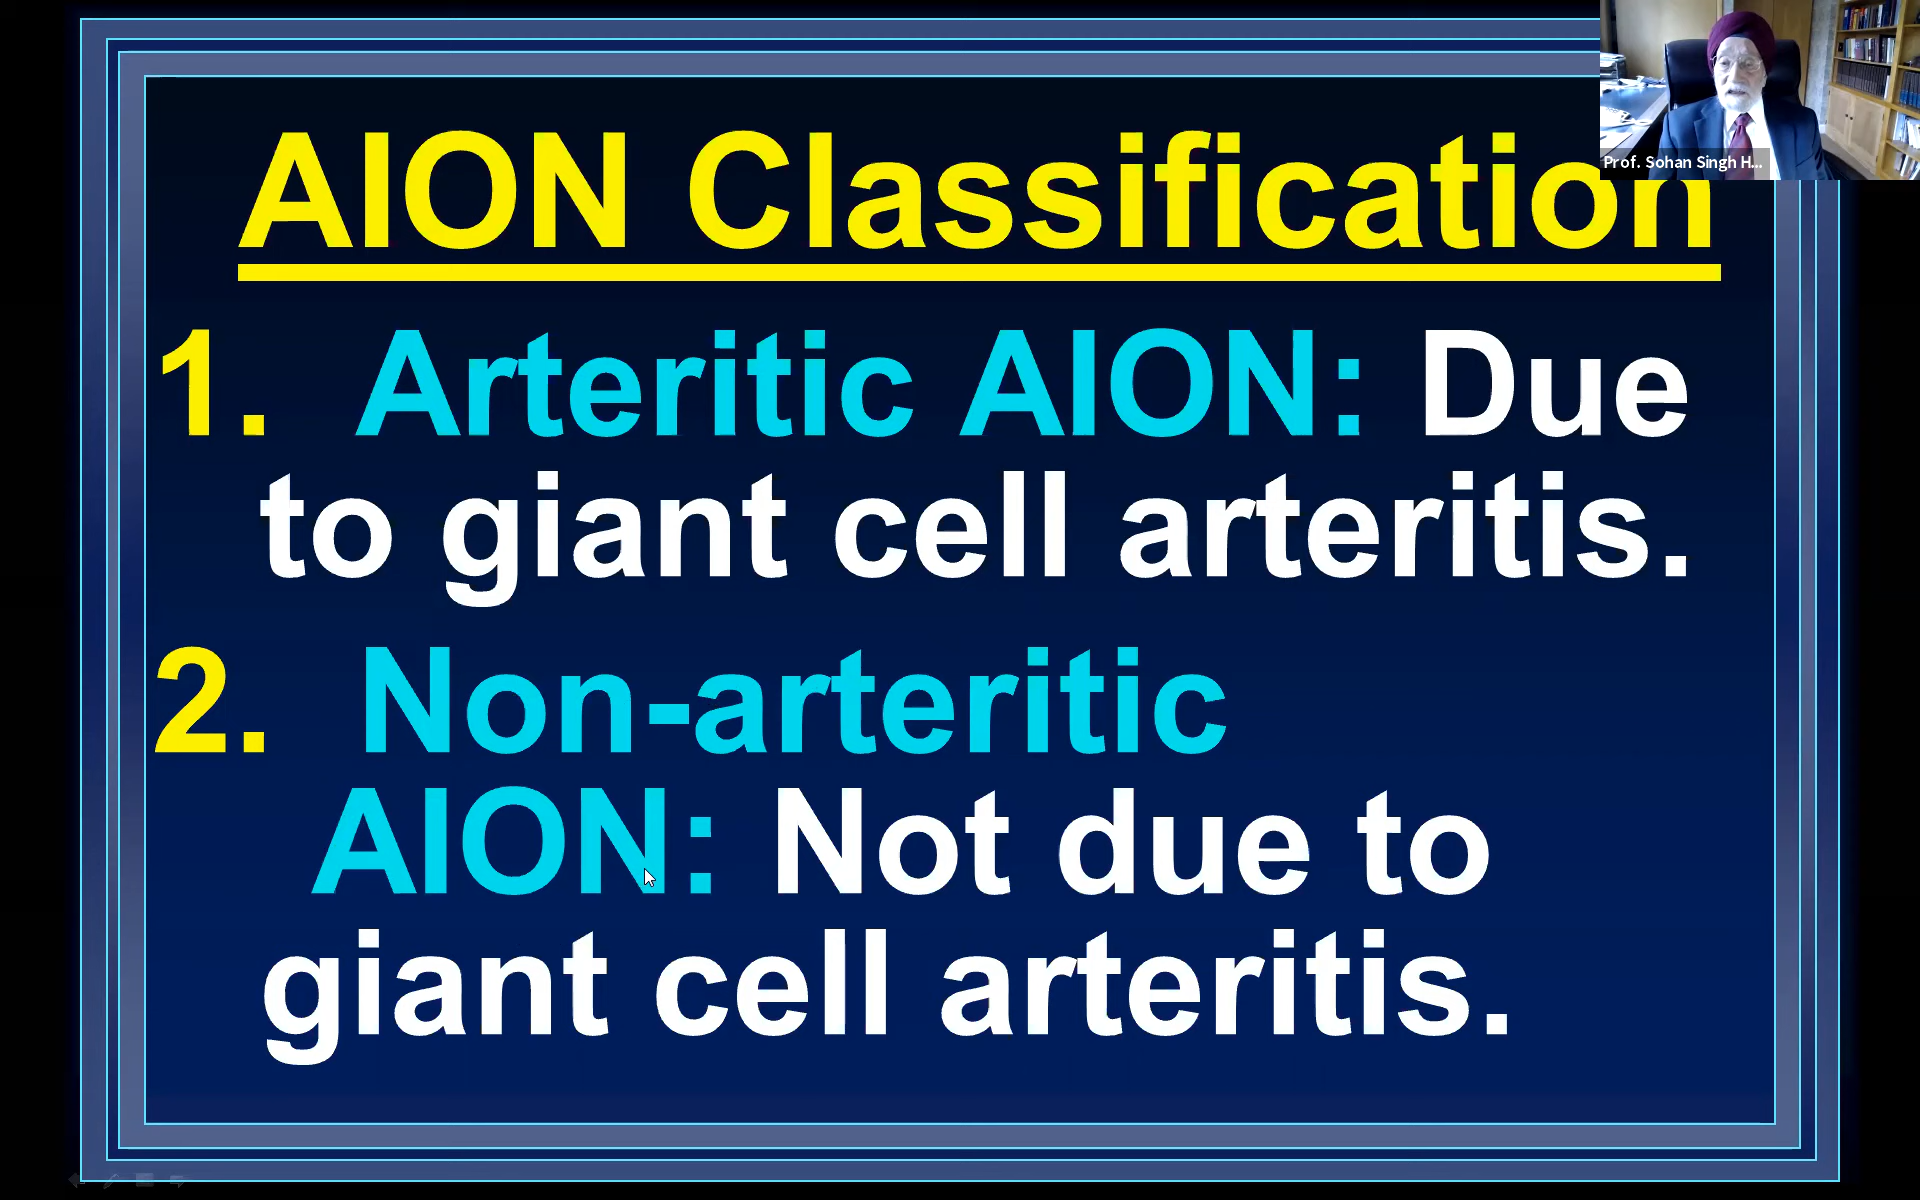 AION Classification
Prof. Sohan Singh H...
1. Arteritic AION: Due
to giant cell arteritis.
2. Non-arteritic
AION: Not due to
giant cell arteritis.